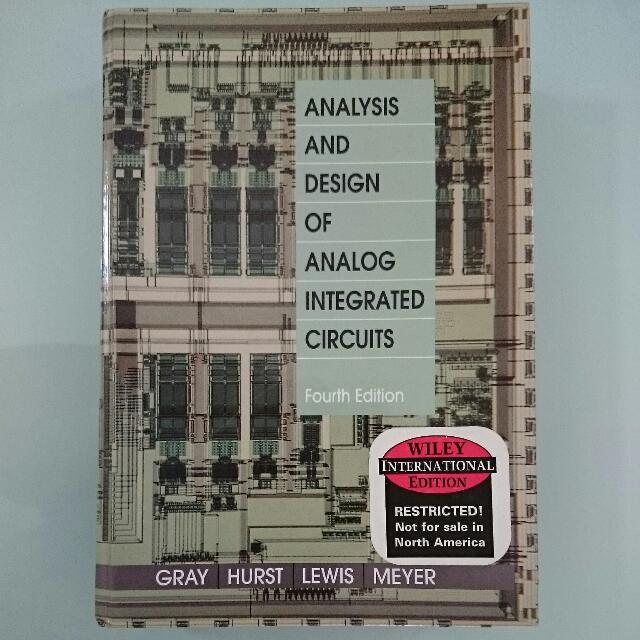 ANALYSIS
AND
DESIGN
OF
ANALOG
INTEGRATED
CIRCUITS
Fourth Edition
WILEY
INTERNATIONAL
EDITION
RESTRICTED!
Not for sale in
North America
GRAY HURST LEWIS MEYER